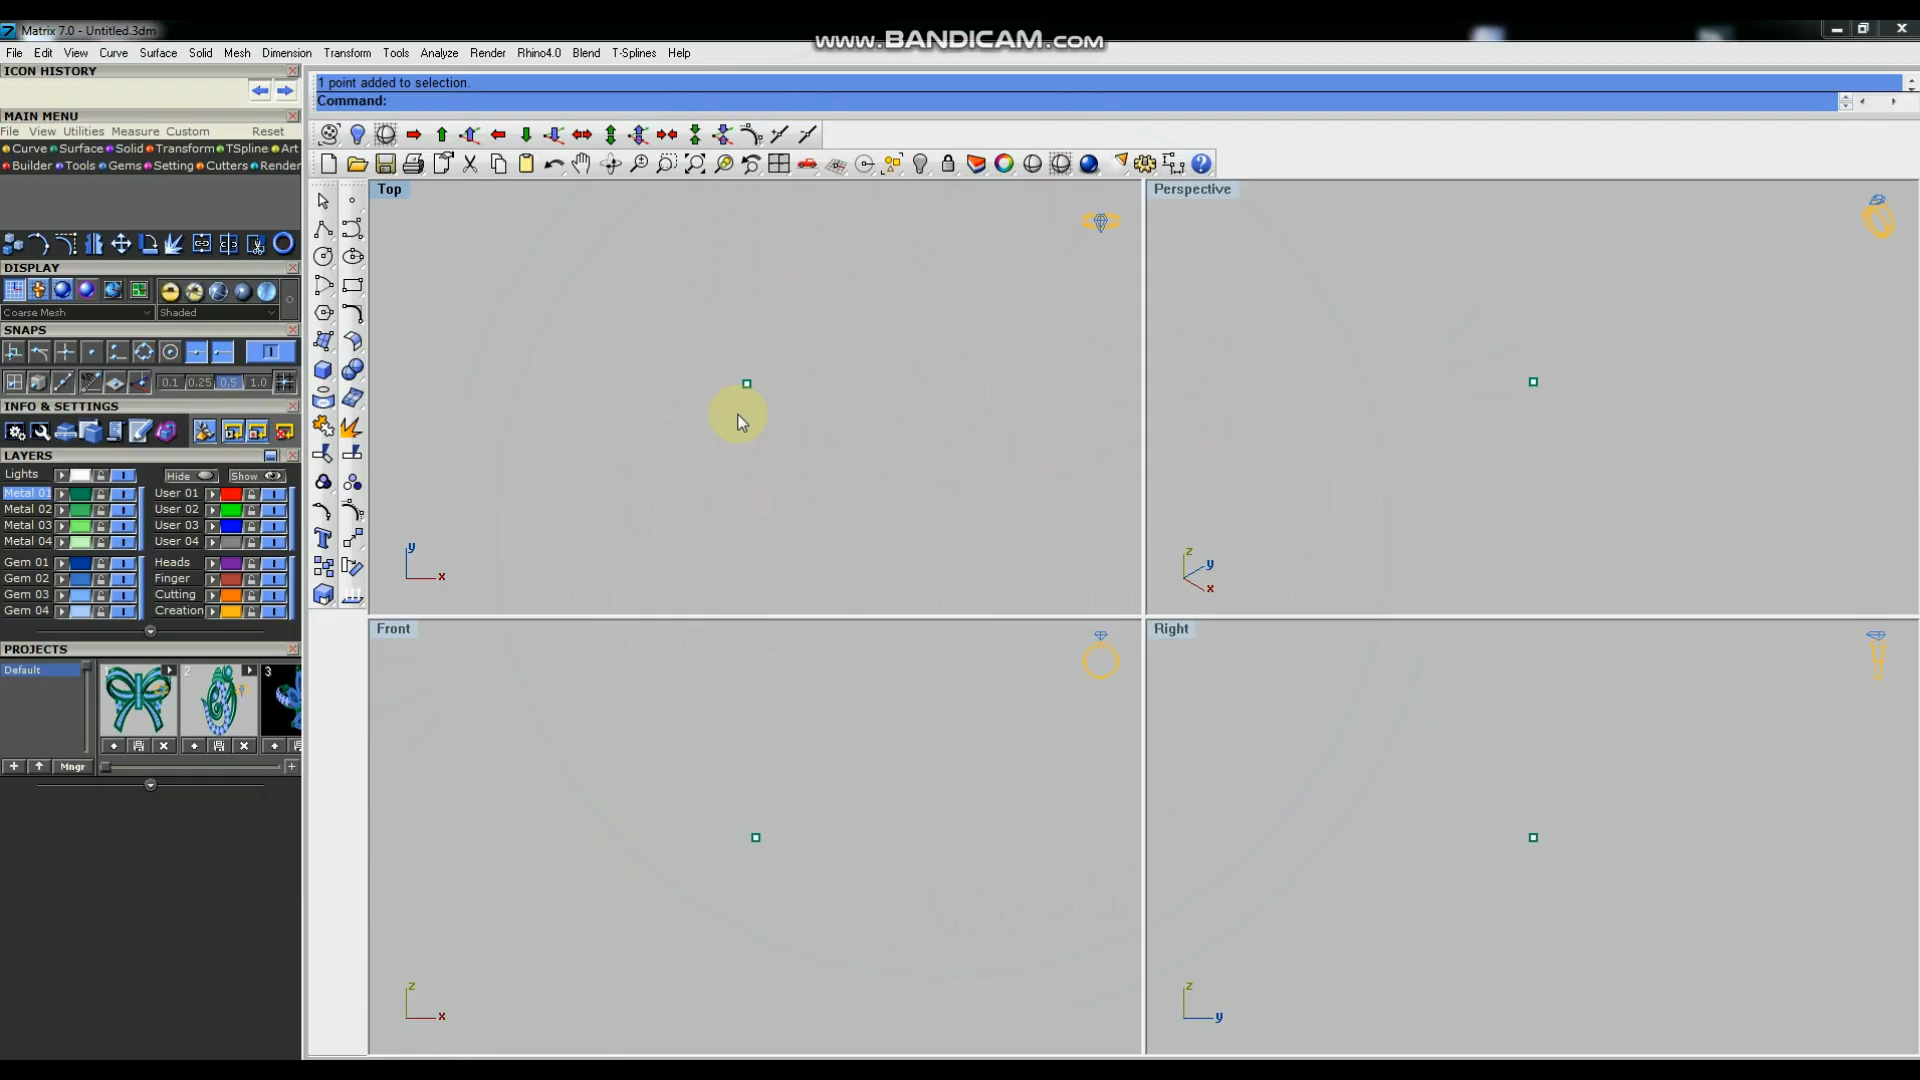 Matrix 7.0 - Untitled.3dm
www.BANDICAM.com
File Edit View Curve Surface Solid Mesh Dimension Transform Tools Analyze Render Rhino4.0 Blend T-Splines Help
ICON HISTORY
1 point added to selection.
Command:
MAIN MENU
File View Utilities Measure Custom Reset
Curve Surface Solid Transform TSpline Art
Builder Tools Gems Setting Cutters Render
DISPLAY
Coarse Mesh Shaded
SNAPS
0.1 0.25 0.5 1.0
INFO & SETTINGS
LAYERS
Lights Hide Show
Metal 01 User 01
Metal 02 User 02
Metal 03 User 03
Metal 04 User 04
Gem 01 Heads
Gem 02 Finger
Gem 03 Cutting
Gem 04 Creation
PROJECTS
Default 1 2 3
Mngr
Top
y
x
Perspective
z
y
x
Front
z
x
Right
z
y